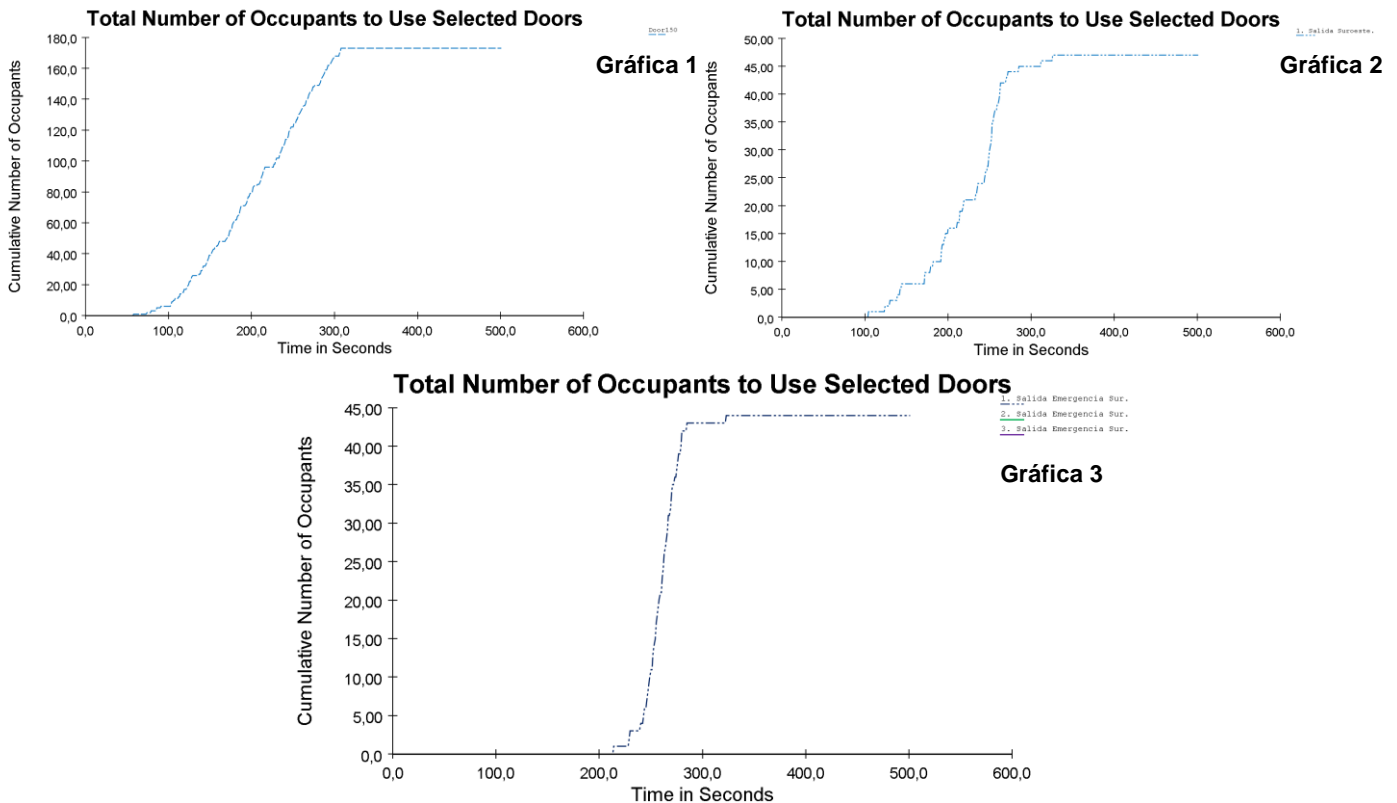 Total Number of Occupants to Use Selected Doors
Door150
Gráfica 1
180,0
160,0
140,0
120,0
100,0
80,00
60,00
40,00
20,00
0,0
Cumulative Number of Occupants
0,0 100,0 200,0 300,0 400,0 500,0 600,0
Time in Seconds
Total Number of Occupants to Use Selected Doors
1. Salida Suroeste.
Gráfica 2
50,00
45,00
40,00
35,00
30,00
25,00
20,00
15,00
10,00
5,00
0,0
Cumulative Number of Occupants
0,0 100,0 200,0 300,0 400,0 500,0 600,0
Time in Seconds
Total Number of Occupants to Use Selected Doors
1. Salida Emergencia Sur.
2. Salida Emergencia Sur.
3. Salida Emergencia Sur.
Gráfica 3
45,00
40,00
35,00
30,00
25,00
20,00
15,00
10,00
5,00
0,0
Cumulative Number of Occupants
0,0 100,0 200,0 300,0 400,0 500,0 600,0
Time in Seconds